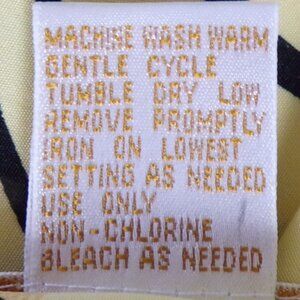 MACHINE WASH WARM
GENTLE CYCLE
TUMBLE DRY LOW
REMOVE PROMPTLY
IRON ON LOWEST
SETTING AS NEEDED
USE ONLY
NON-CHLORINE
BLEACH AS NEEDED